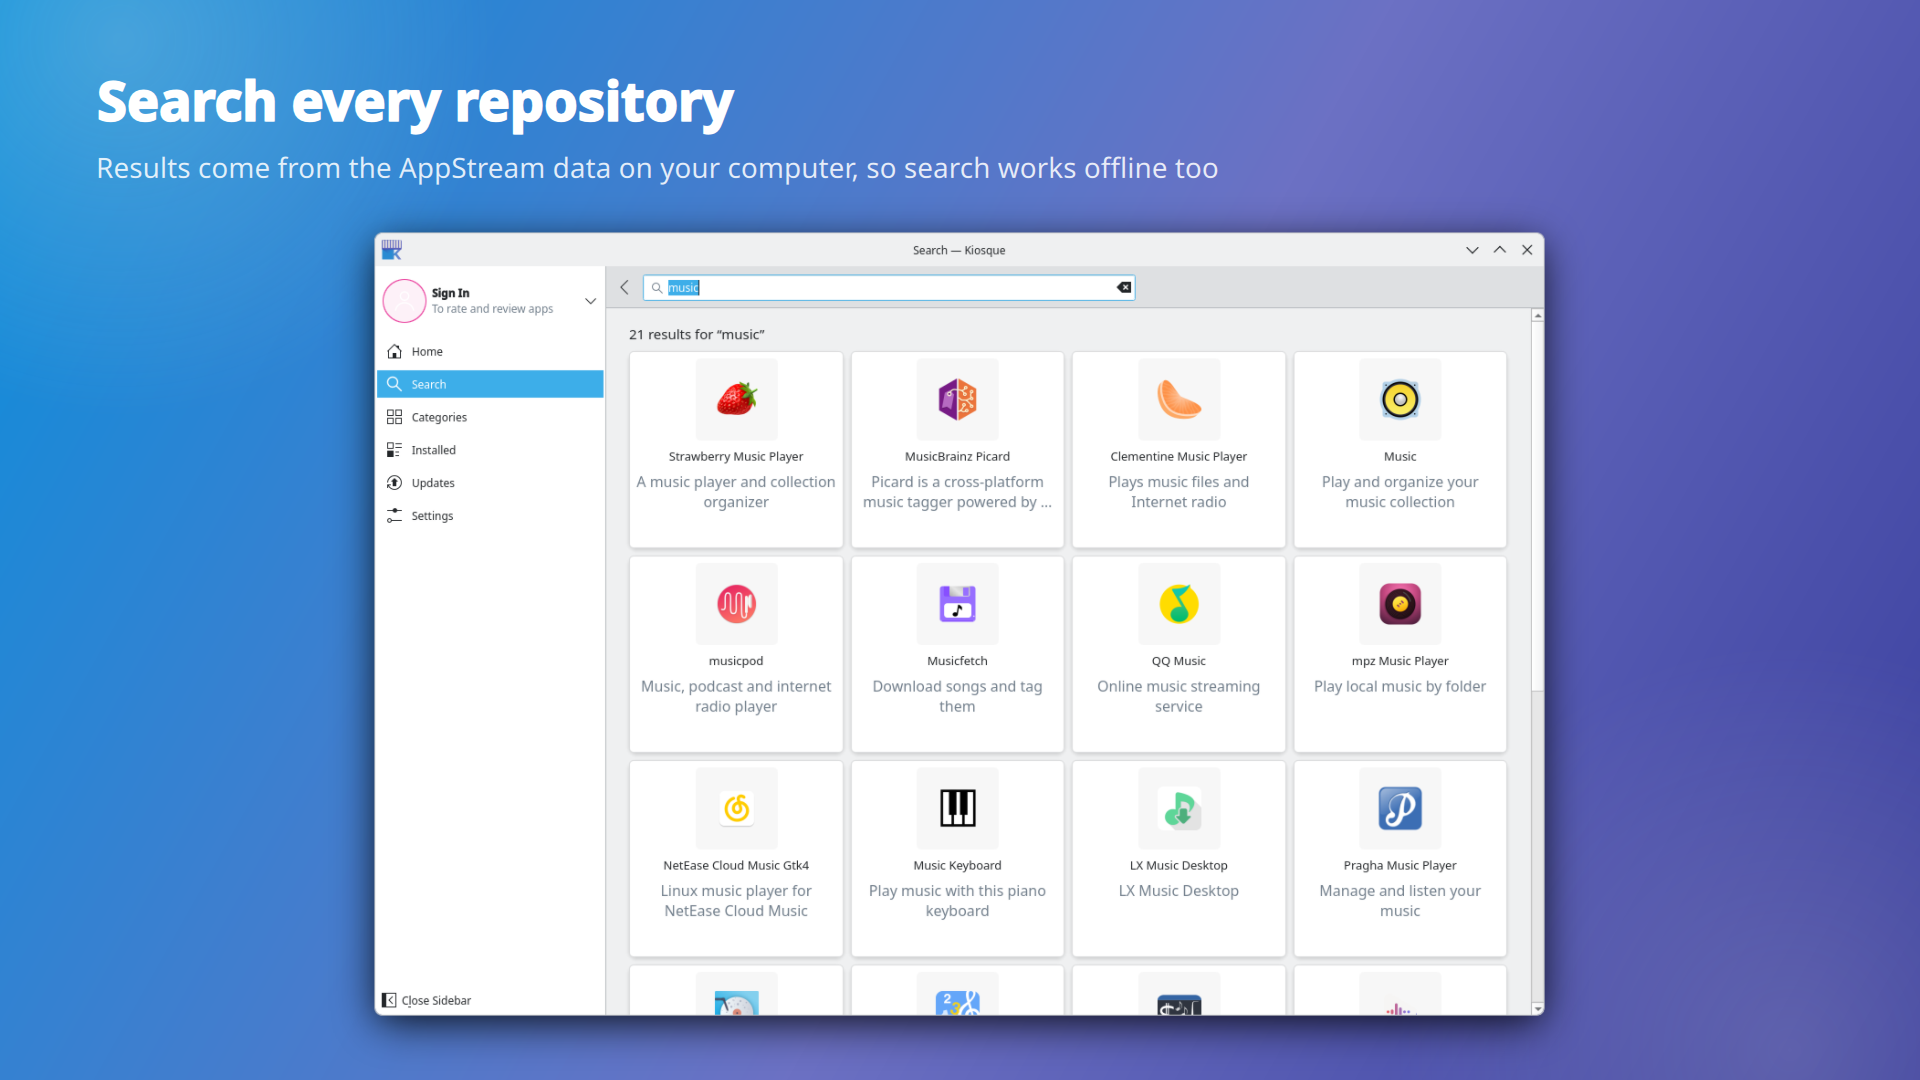 Search every repository
Results come from the AppStream data on your computer, so search works offline too
Search — Kiosque
Sign In
To rate and review apps
music
Home
Search
Categories
Installed
Updates
Settings
21 results for “music”
Strawberry Music Player
A music player and collection
organizer
MusicBrainz Picard
Picard is a cross-platform
music tagger powered by ...
Clementine Music Player
Plays music files and
Internet radio
Music
Play and organize your
music collection
musicpod
Music, podcast and internet
radio player
Musicfetch
Download songs and tag
them
QQ Music
Online music streaming
service
mpz Music Player
Play local music by folder
NetEase Cloud Music Gtk4
Linux music player for
NetEase Cloud Music
Music Keyboard
Play music with this piano
keyboard
LX Music Desktop
LX Music Desktop
Pragha Music Player
Manage and listen your
music
Close Sidebar